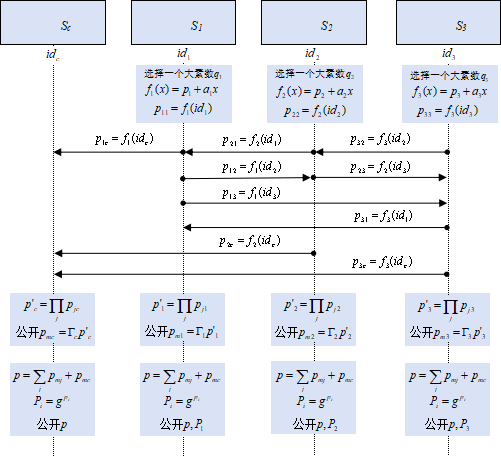 S_c S_1 S_2 S_3
id_c id_1 id_2 id_3
选择一个大素数q_1 选择一个大素数q_2 选择一个大素数q_3
f_1(x) = p_1 + a_1x f_2(x) = p_2 + a_2x f_3(x) = p_3 + a_3x
p_11 = f_1(id_1) p_22 = f_2(id_2) p_33 = f_3(id_3)
p_1c = f_1(id_c) p_21 = f_2(id_1) p_32 = f_3(id_2)
p_12 = f_1(id_2) p_23 = f_2(id_3)
p_13 = f_1(id_3)
p_31 = f_3(id_1)
p_2c = f_2(id_c)
p_3c = f_3(id_c)
p'_c = ∏_j p_jc p'_1 = ∏_j p_j1 p'_2 = ∏_j p_j2 p'_3 = ∏_j p_j3
公开p_mc = Γ_c p'_c 公开p_m1 = Γ_1 p'_1 公开p_m2 = Γ_2 p'_2 公开p_m3 = Γ_3 p'_3
p = ∑_i p_mj + p_mc p = ∑_i p_mj + p_mc p = ∑_i p_mj + p_mc p = ∑_i p_mj + p_mc
P_i = g^{p_i} P_i = g^{p_i} P_i = g^{p_i} P_i = g^{p_i}
公开p 公开p, P_1 公开p, P_2 公开p, P_3